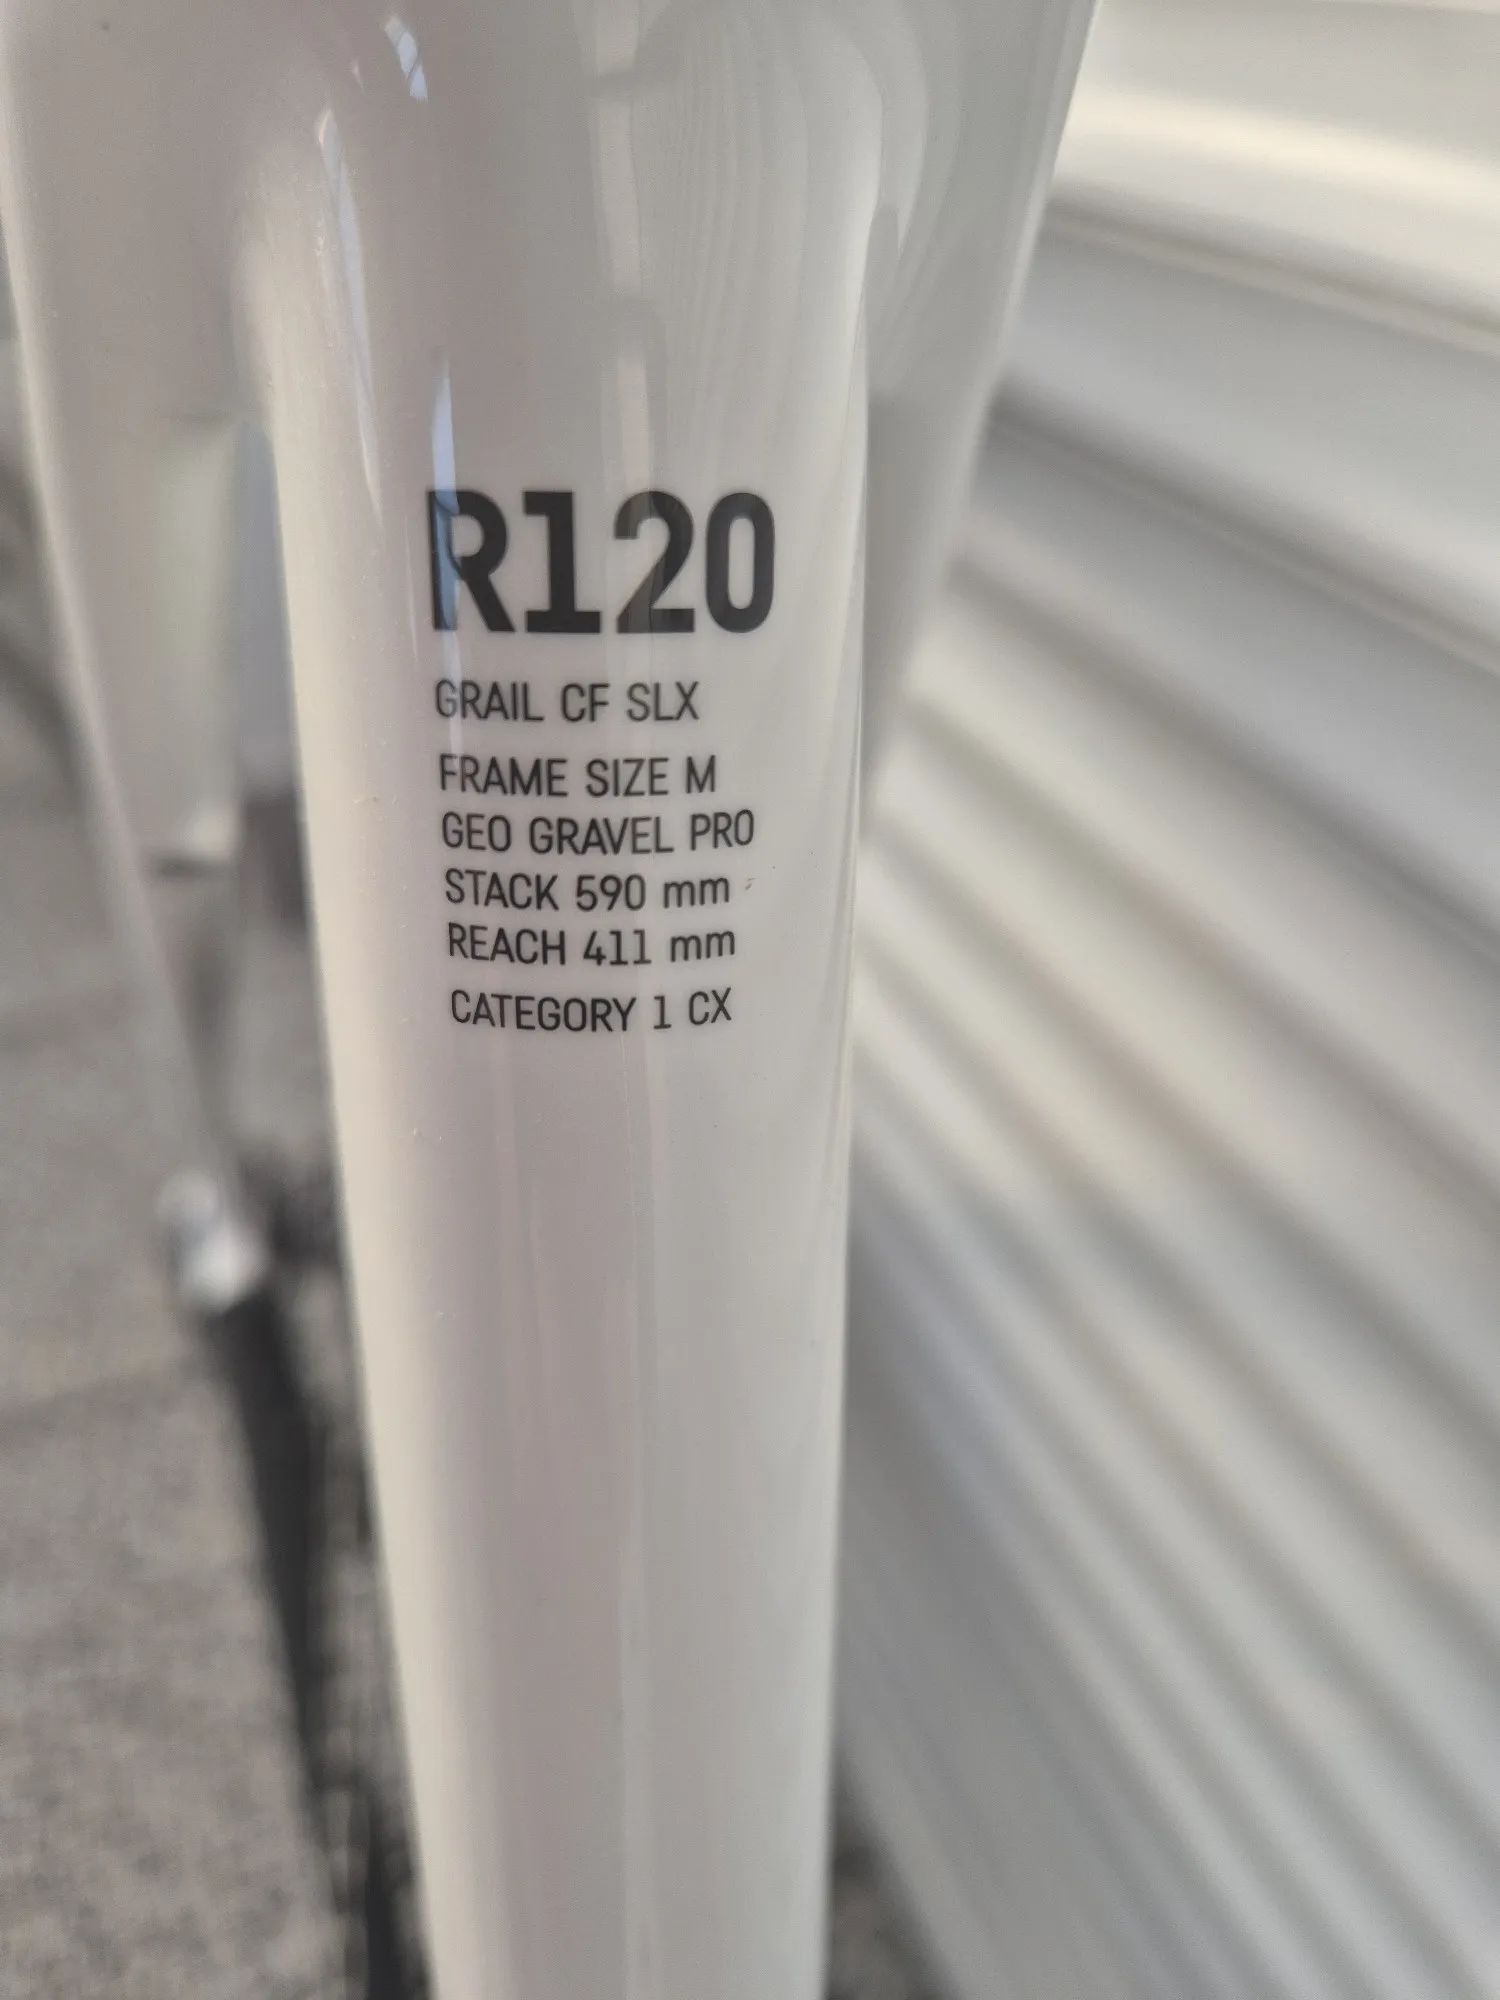 R120
GRAIL CF SLX
FRAME SIZE M
GEO GRAVEL PRO
STACK 590 mm
REACH 411 mm
CATEGORY 1 CX